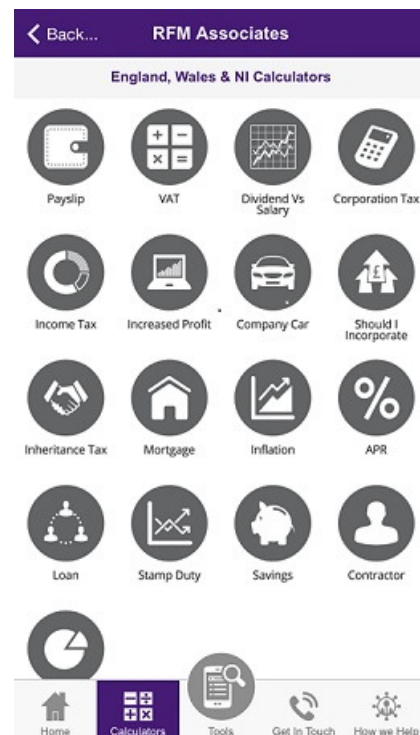 Back... RFM Associates
England, Wales & NI Calculators
Payslip VAT Dividend Vs Corporation Tax
Salary
Income Tax Increased Profit Company Car Should I
Incorporate
Inheritance Tax Mortgage Inflation APR
Loan Stamp Duty Savings Contractor
Home Calculators Tools Get In Touch How we Help